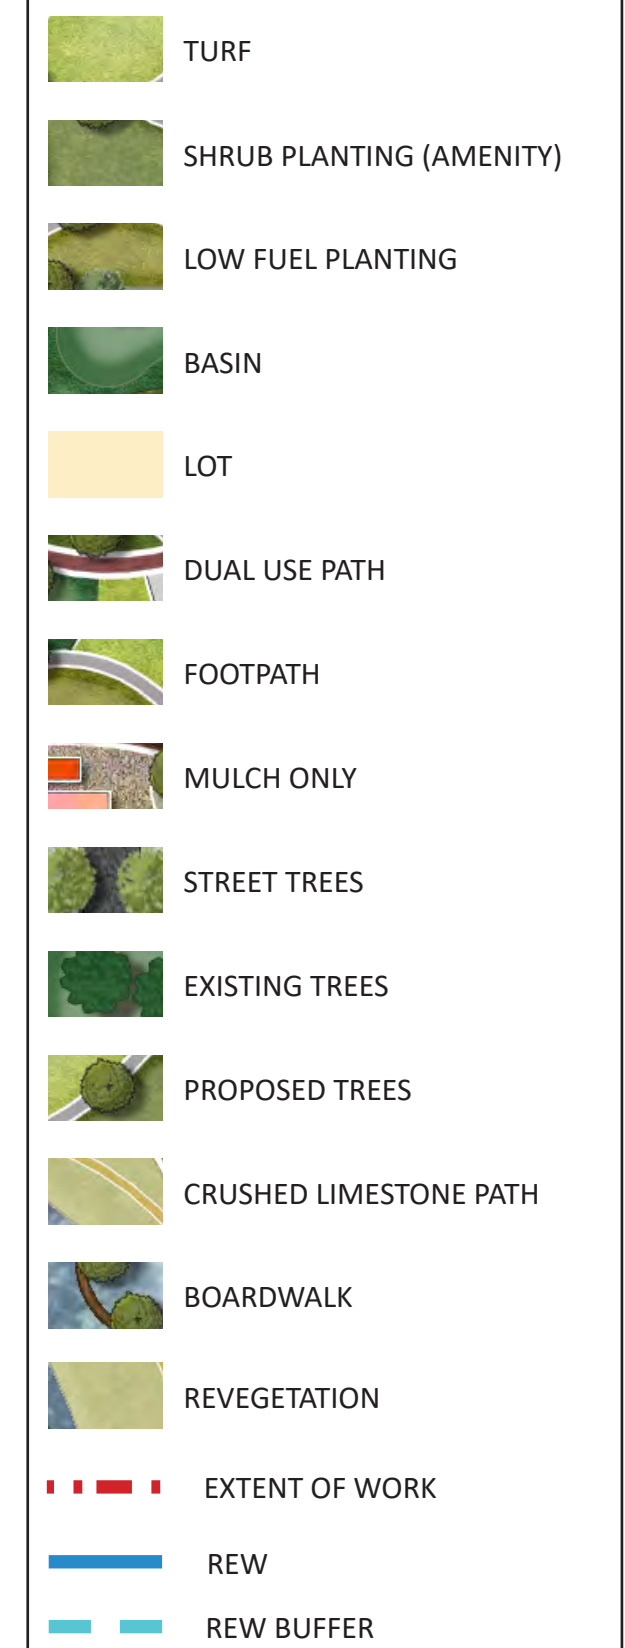 TURF
SHRUB PLANTING (AMENITY)
LOW FUEL PLANTING
BASIN
LOT
DUAL USE PATH
FOOTPATH
MULCH ONLY
STREET TREES
EXISTING TREES
PROPOSED TREES
CRUSHED LIMESTONE PATH
BOARDWALK
REVEGETATION
EXTENT OF WORK
REW
REW BUFFER